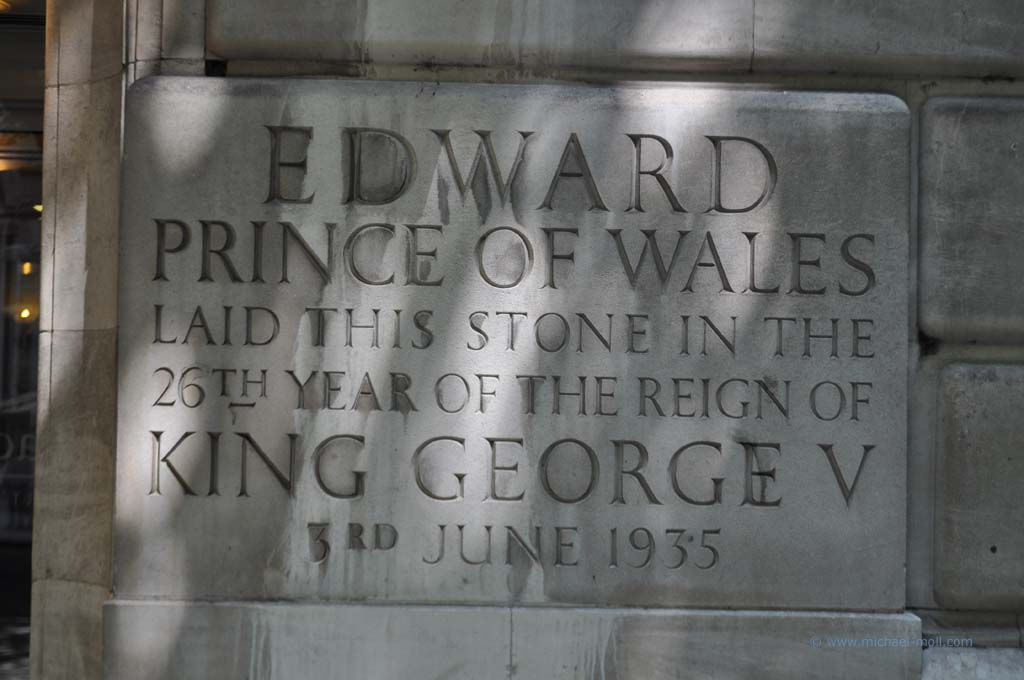 EDWARD
PRINCE OF WALES
LAID THIS STONE IN THE
26TH YEAR OF THE REIGN OF
KING GEORGE V
3RD JUNE 1935
© www.michael-moll.com